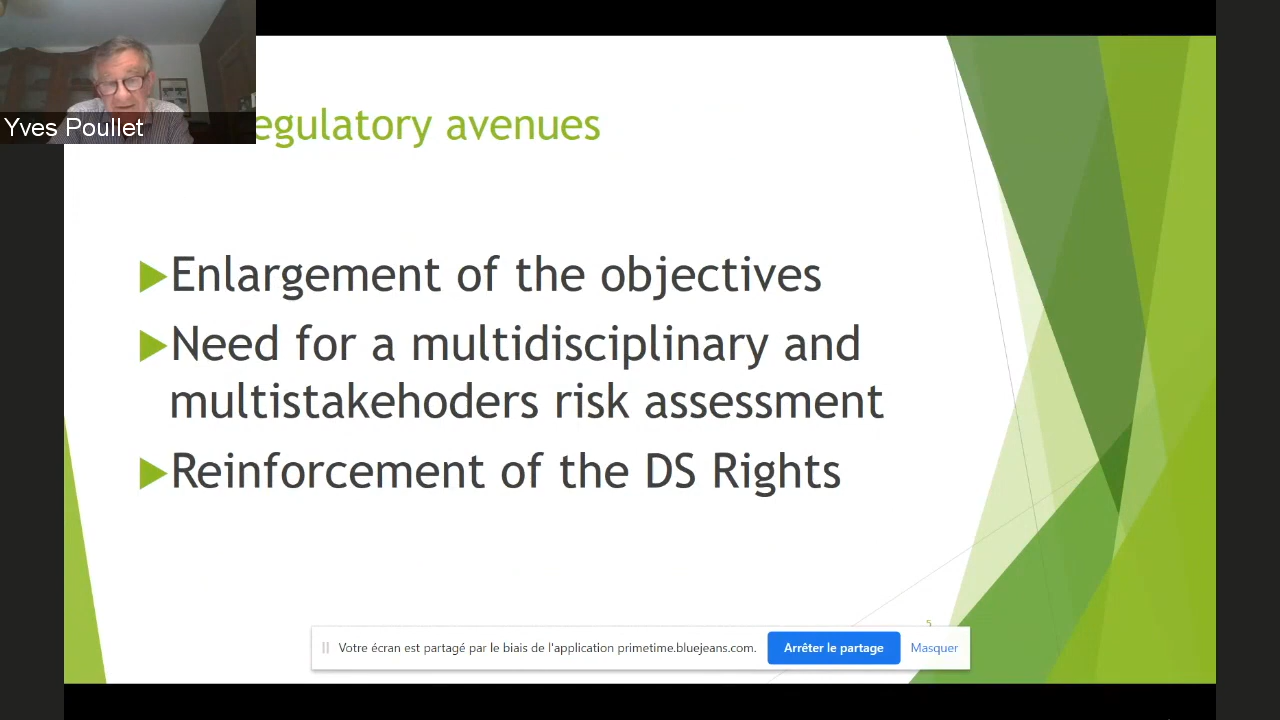 Yves Poullet
egulatory avenues
Enlargement of the objectives
Need for a multidisciplinary and
multistakehoders risk assessment
Reinforcement of the DS Rights
5
Votre écran est partagé par le biais de l'application primetime.bluejeans.com.
Arrêter le partage
Masquer